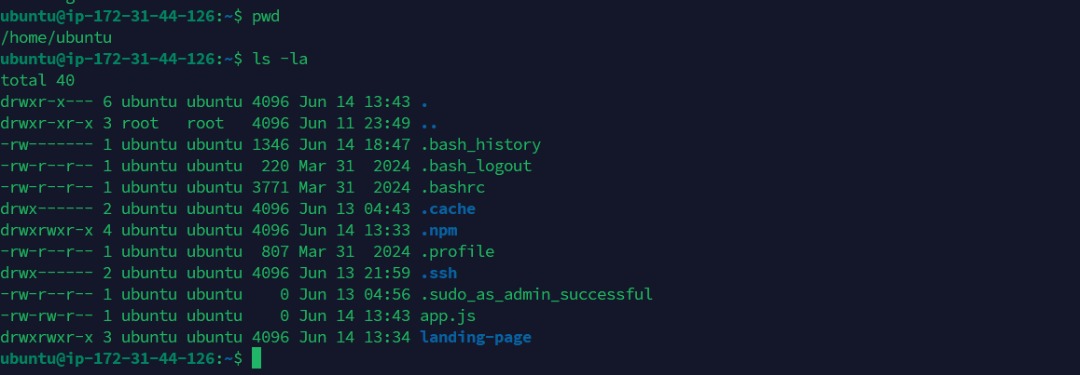 ubuntu@ip-172-31-44-126:~$ pwd
/home/ubuntu
ubuntu@ip-172-31-44-126:~$ ls -la
total 40
drwxr-x--- 6 ubuntu ubuntu 4096 Jun 14 13:43 .
drwxr-xr-x 3 root   root   4096 Jun 11 23:49 ..
-rw------- 1 ubuntu ubuntu 1346 Jun 14 18:47 .bash_history
-rw-r--r-- 1 ubuntu ubuntu  220 Mar 31  2024 .bash_logout
-rw-r--r-- 1 ubuntu ubuntu 3771 Mar 31  2024 .bashrc
drwx------ 2 ubuntu ubuntu 4096 Jun 13 04:43 .cache
drwxrwxr-x 4 ubuntu ubuntu 4096 Jun 14 13:33 .npm
-rw-r--r-- 1 ubuntu ubuntu  807 Mar 31  2024 .profile
drwx------ 2 ubuntu ubuntu 4096 Jun 13 21:59 .ssh
-rw-r--r-- 1 ubuntu ubuntu    0 Jun 13 04:56 .sudo_as_admin_successful
-rw-rw-r-- 1 ubuntu ubuntu    0 Jun 14 13:43 app.js
drwxrwxr-x 3 ubuntu ubuntu 4096 Jun 14 13:34 landing-page
ubuntu@ip-172-31-44-126:~$